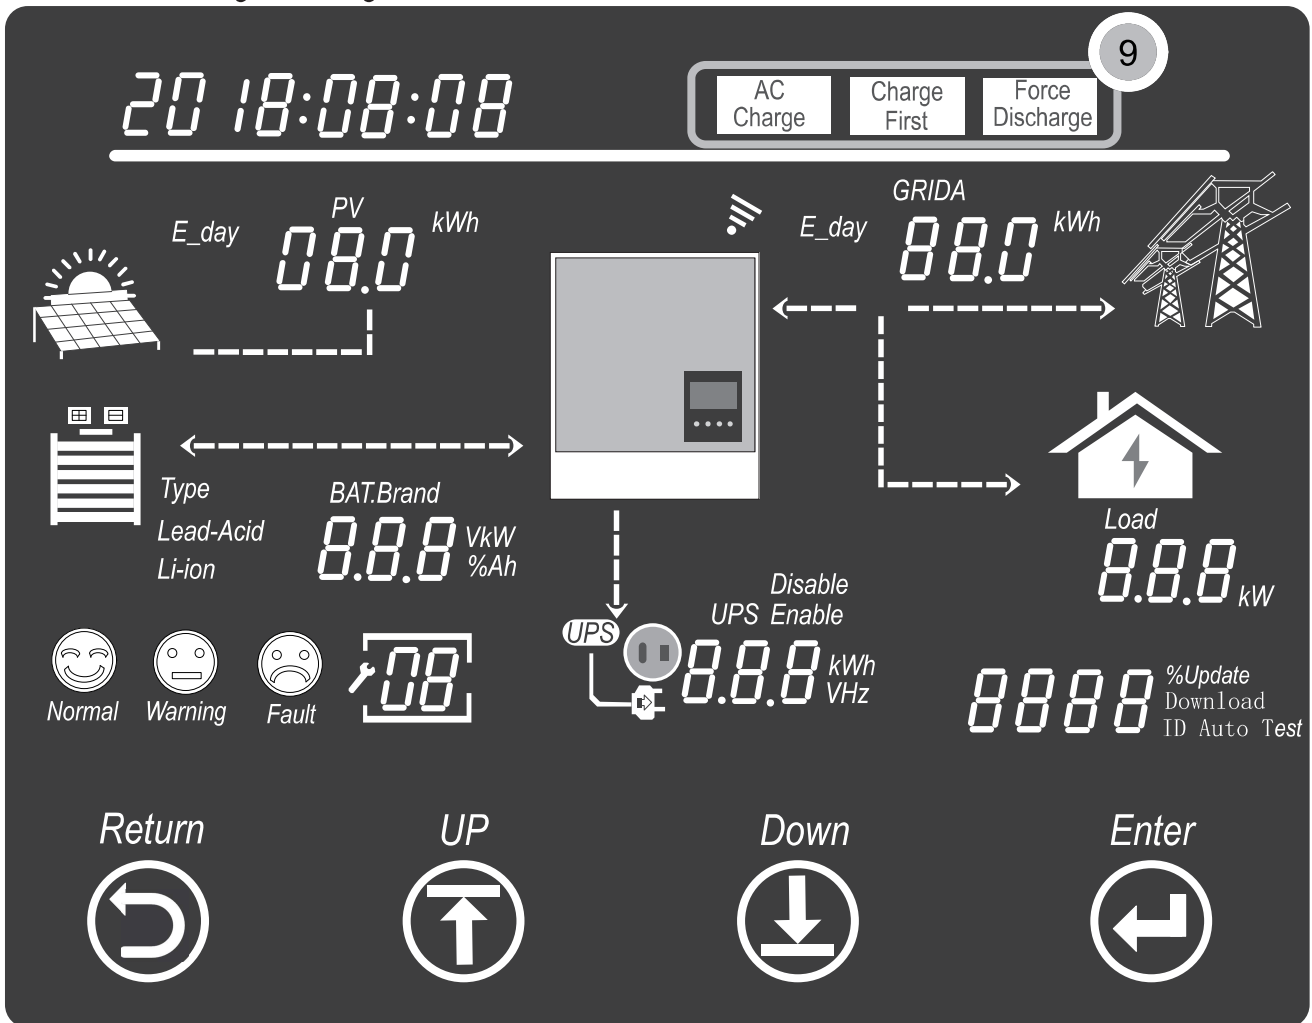 9
2018:08:08
AC
Charge
Charge
First
Force
Discharge
PV
E_day
08.0
kWh
GRIDA
E_day
88.0
kWh
Type
Lead-Acid
Li-ion
BAT.Brand
8.8.8
VkW
%Ah
Load
8.8.8
kW
Disable
UPS Enable
UPS
8.8.8
kWh
VHz
Normal
Warning
Fault
08
8888
%Update
Download
ID Auto Test
Return
UP
Down
Enter